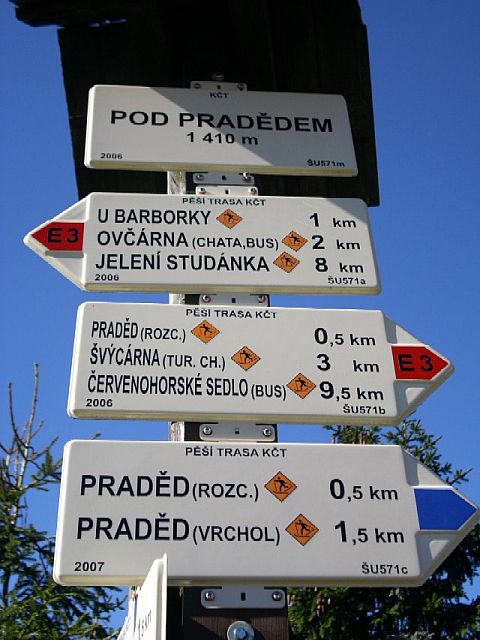 KČT
POD PRADĚDEM
1 410 m
2006 ŠU571m
PĚŠÍ TRASA KČT
E3
U BARBORKY 1 km
OVČÁRNA (CHATA,BUS) 2 km
JELENÍ STUDÁNKA 8 km
2006 ŠU571a
PĚŠÍ TRASA KČT
PRADĚD (ROZC.) 0,5 km
ŠVÝCÁRNA (TUR. CH.) 3 km
E3
ČERVENOHORSKÉ SEDLO (BUS) 9,5 km
2006 ŠU571b
PĚŠÍ TRASA KČT
PRADĚD (ROZC.) 0,5 km
PRADĚD (VRCHOL) 1,5 km
2007 ŠU571c
km